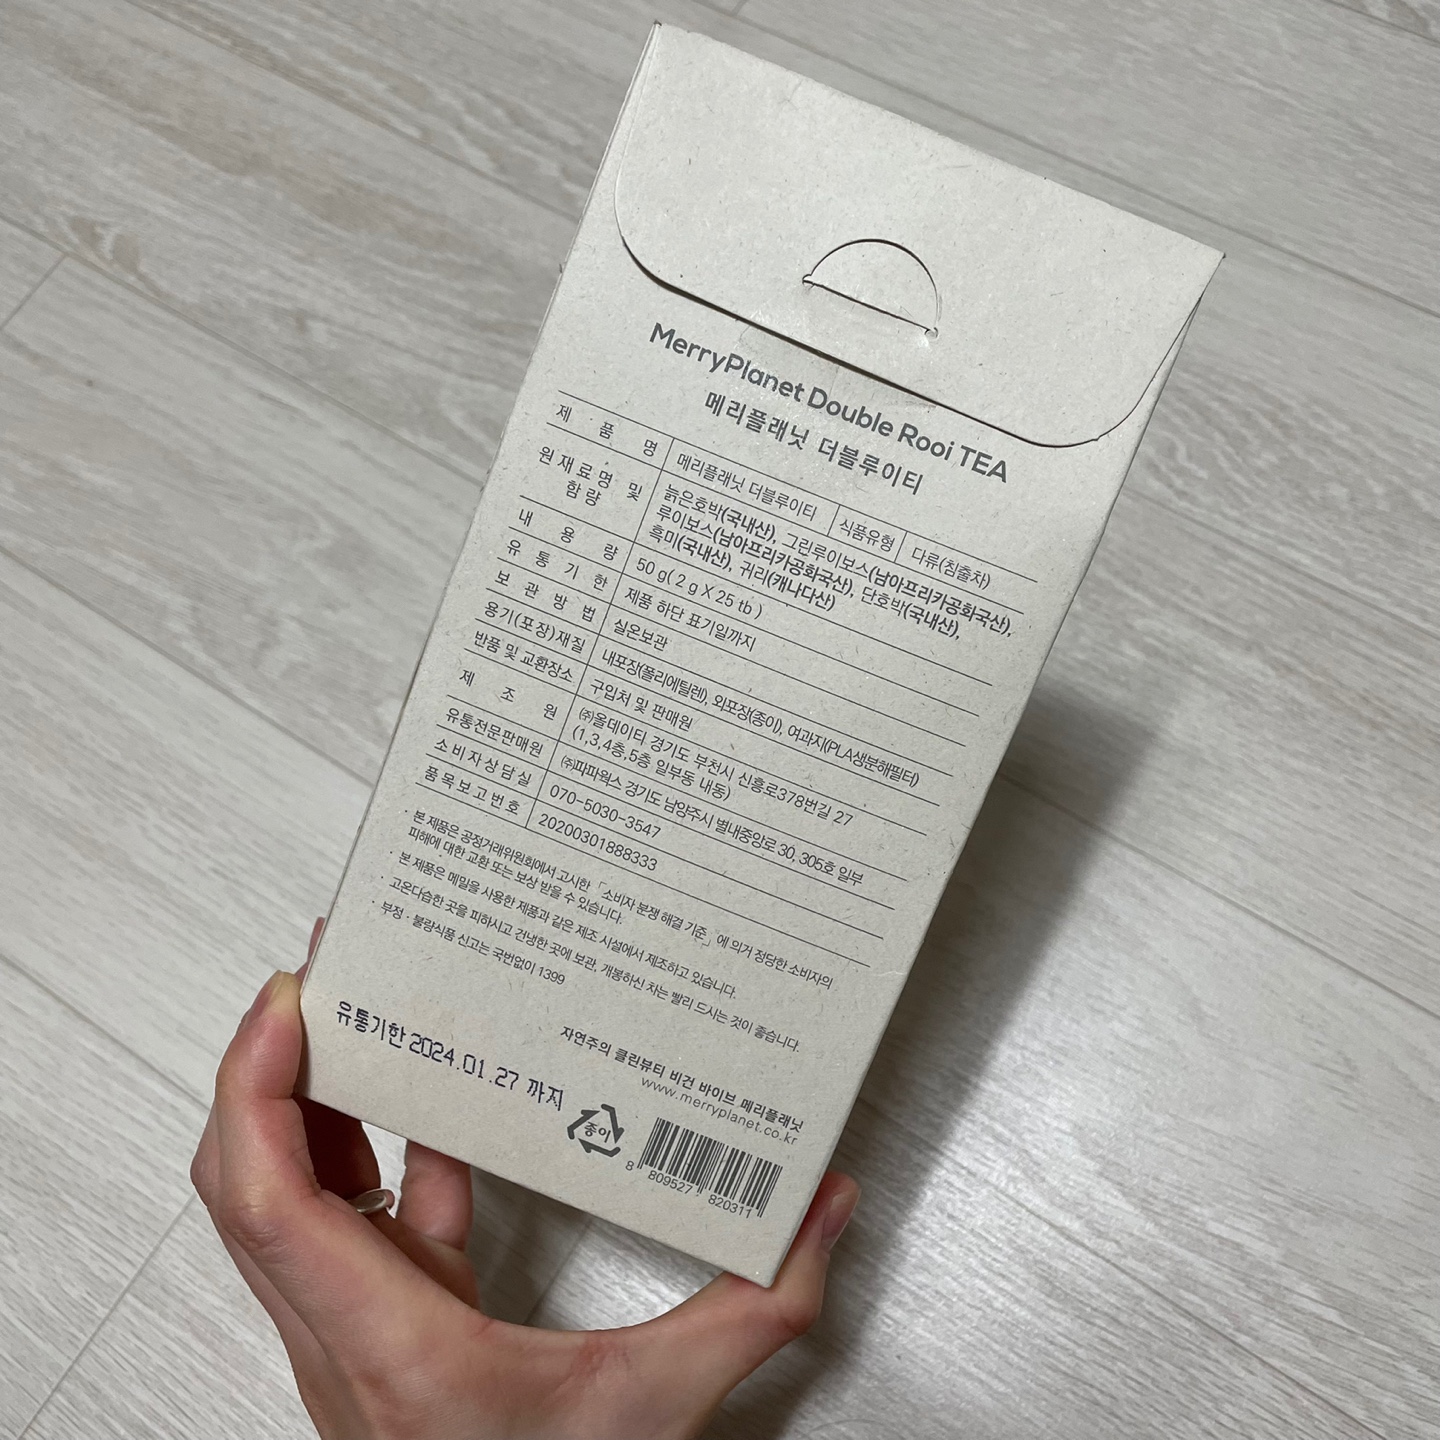 MerryPlanet Double Rooi TEA
메리플래닛 더블루이티
제 품 명 메리플래닛 더블루이티 식품유형 다류(침출차)
원재료명 및 함량 늙은호박(국내산), 그린루이보스(남아프리카공화국산),
루이보스(남아프리카공화국산), 단호박(국내산),
흑미(국내산), 귀리(캐나다산)
내 용 량 50 g( 2 g X 25 tb )
유 통 기 한 제품 하단 표기일까지
보 관 방 법 실온보관
용기(포장)재질 내포장(폴리에틸렌), 외포장(종이), 여과지(PLA생분해필터)
반품 및 교환장소 구입처 및 판매원
제 조 원 ㈜올데이티 경기도 부천시 신흥로378번길 27
(1,3,4층,5층 일부동 내동)
유통전문판매원 ㈜파파웍스 경기도 남양주시 별내중앙로 30, 305호 일부
소비자상담실 070-5030-3547
품목보고번호 20200301888333
· 본 제품은 공정거래위원회에서 고시한 「소비자 분쟁 해결 기준」에 의거 정당한 소비자의
피해에 대한 교환 또는 보상 받을 수 있습니다.
· 본 제품은 메밀을 사용한 제품과 같은 제조 시설에서 제조하고 있습니다.
· 고온다습한 곳을 피하시고 건냉한 곳에 보관, 개봉하신 차는 빨리 드시는 것이 좋습니다.
· 부정 · 불량식품 신고는 국번없이 1399
유통기한 2024.01.27 까지
자연주의 클린뷰티 비건 바이브 메리플래닛
www.merryplanet.co.kr
종이
8 809527 820311